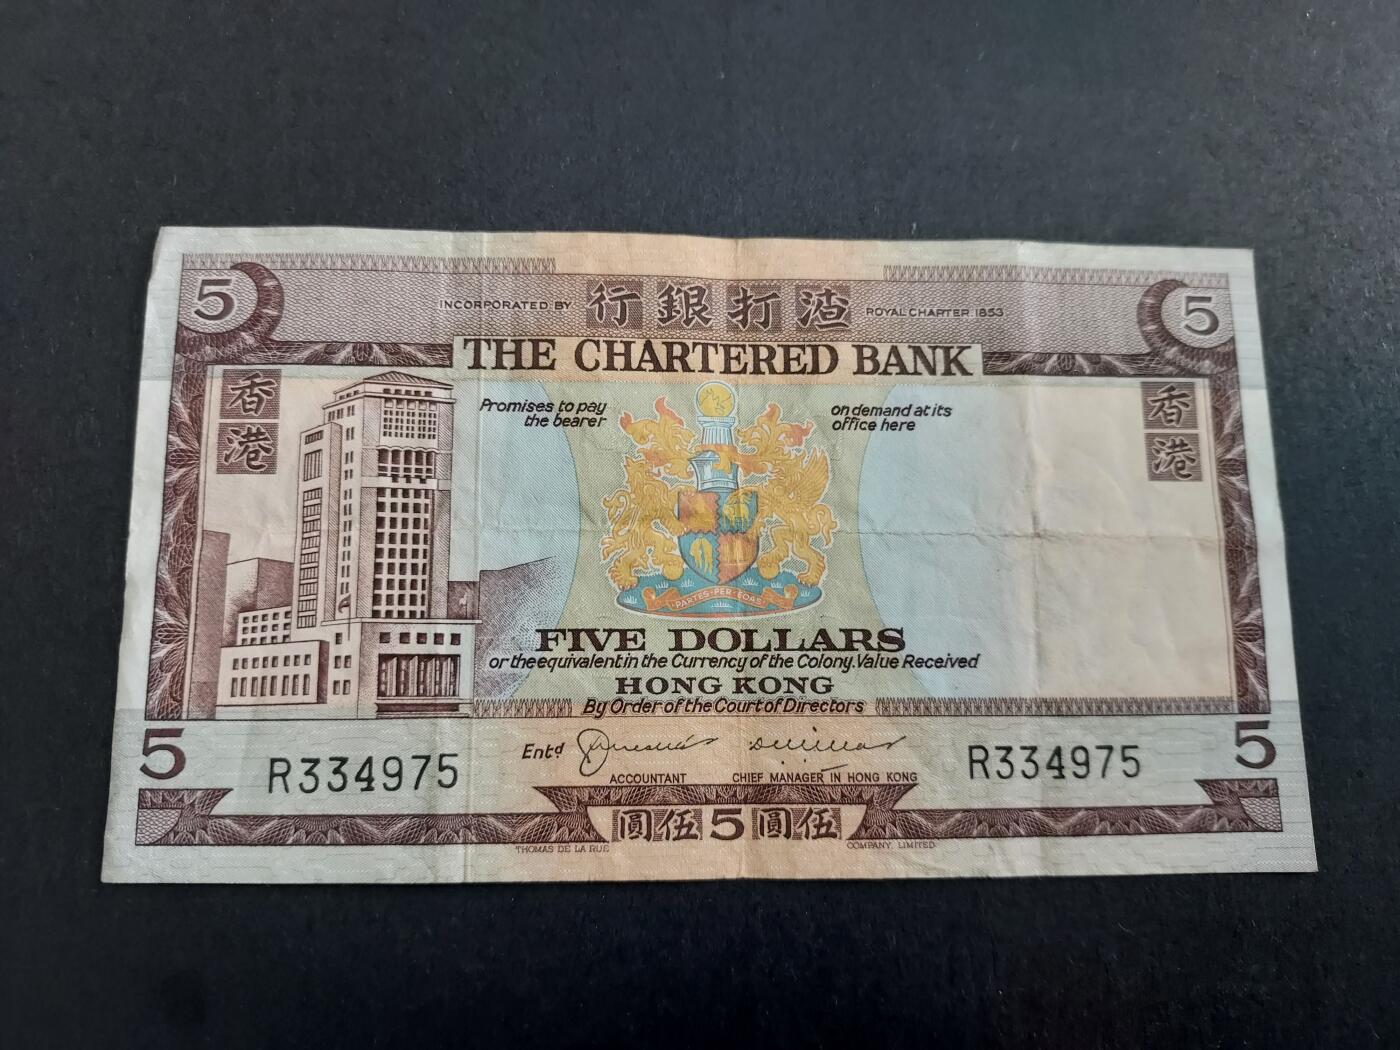 5 INCORPORATED BY 行銀打渣 ROYAL CHARTER 1853 5
THE CHARTERED BANK
香港
香港
Promises to pay the bearer
on demand at its office here
PARTES·PER·EOAS
FIVE DOLLARS
or the equivalent in the Currency of the Colony. Value Received
HONG KONG
By Order of the Court of Directors
5
5
R334975
Entd
R334975
ACCOUNTANT
CHIEF MANAGER IN HONG KONG
圓伍5圓伍
THOMAS DE LA RUE
COMPANY, LIMITED